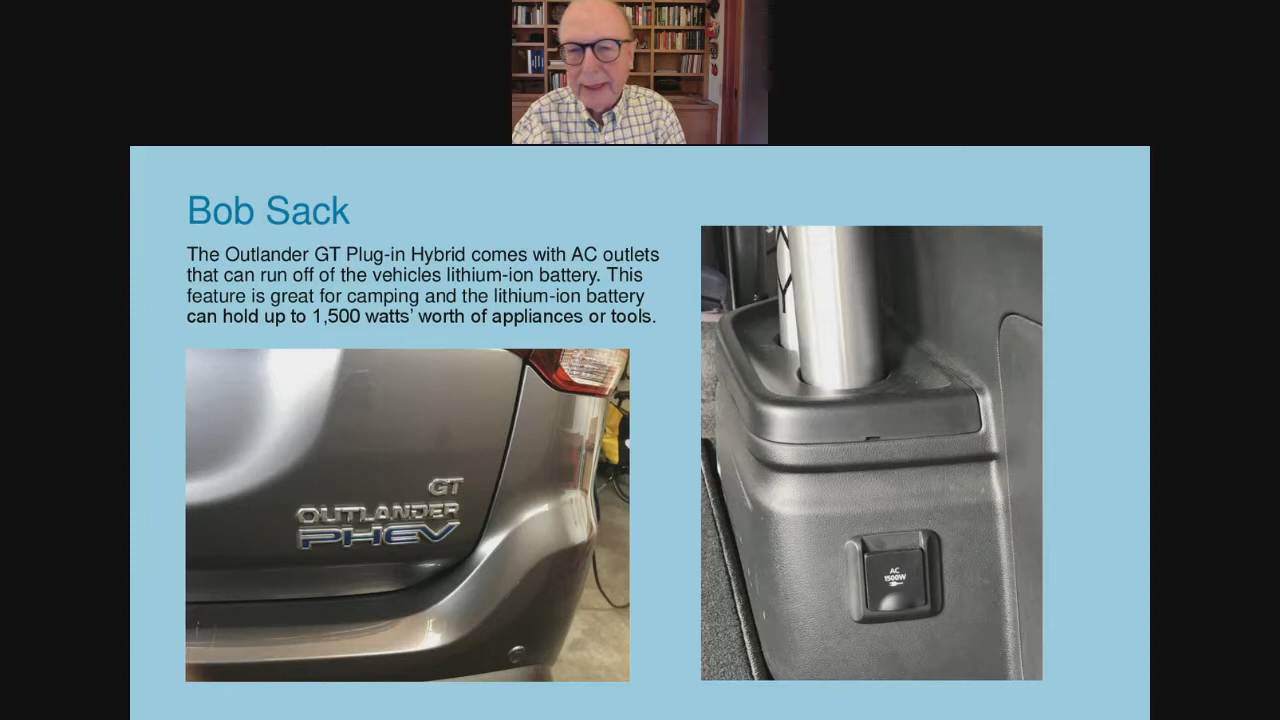 Bob Sack
The Outlander GT Plug-in Hybrid comes with AC outlets
that can run off of the vehicles lithium-ion battery. This
feature is great for camping and the lithium-ion battery
can hold up to 1,500 watts' worth of appliances or tools.
GT
OUTLANDER
PHEV
AC
1500W